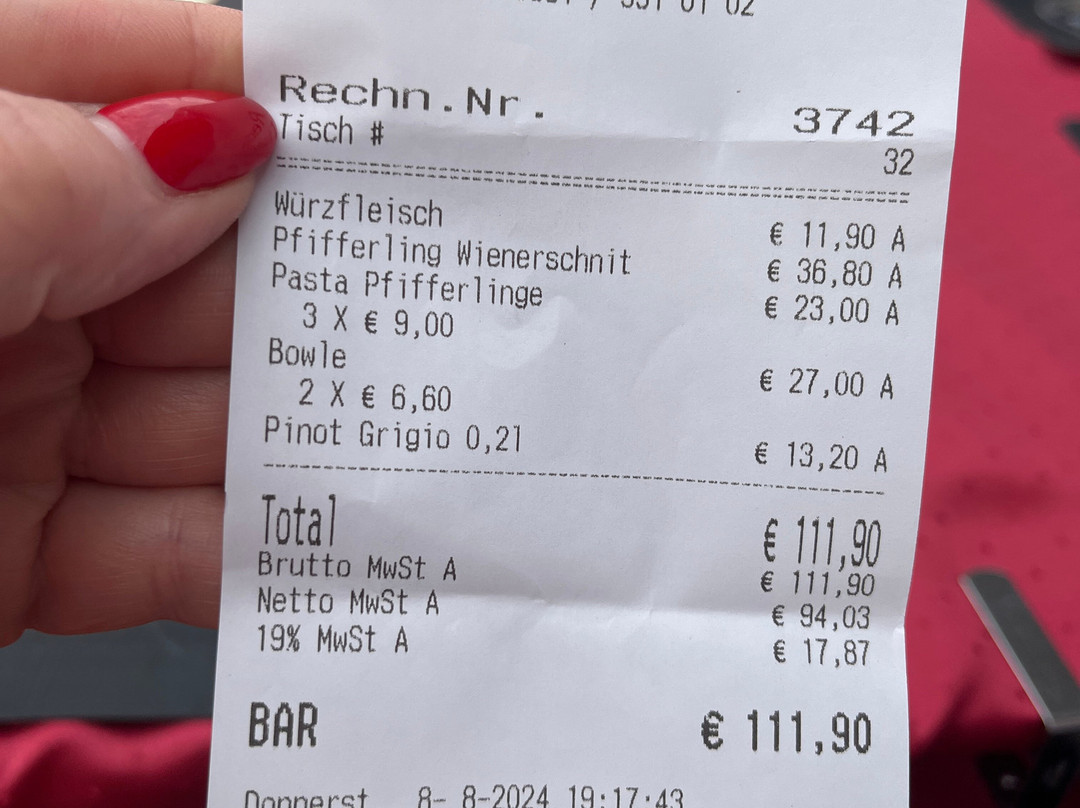 Rechn.Nr. 3742
Tisch # 32
Würzfleisch € 11,90 A
Pfifferling Wienerschnit € 36,80 A
Pasta Pfifferlinge € 23,00 A
3 X € 9,00
Bowle € 27,00 A
2 X € 6,60
Pinot Grigio 0,2l € 13,20 A
Total € 111,90
Brutto MwSt A € 111,90
Netto MwSt A € 94,03
19% MwSt A € 17,87
BAR € 111,90
Donnerst 8- 8-2024 19:17:43